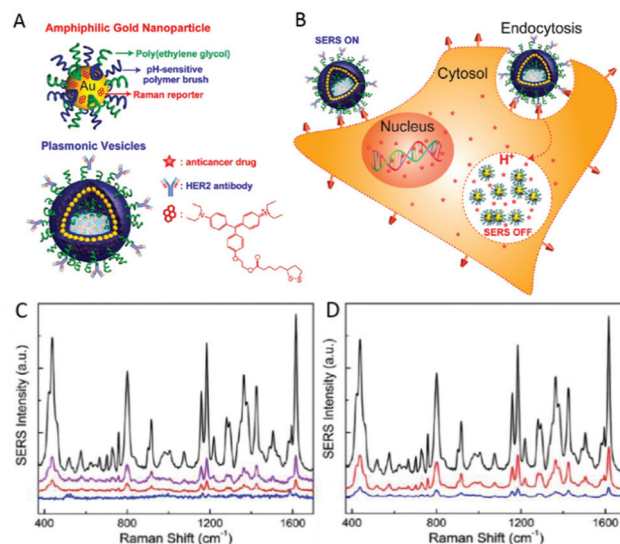 A
Amphiphilic Gold Nanoparticle
Au
Poly(ethylene glycol)
pH-sensitive
polymer brush
Raman reporter
Plasmonic Vesicles
: anticancer drug
: HER2 antibody
:
N
N
O
O
O
S
S
B
SERS ON
Endocytosis
Cytosol
Nucleus
H+
SERS OFF
C
SERS Intensity (a.u.)
400 800 1200 1600
Raman Shift (cm-1)
D
SERS Intensity (a.u.)
400 800 1200 1600
Raman Shift (cm-1)